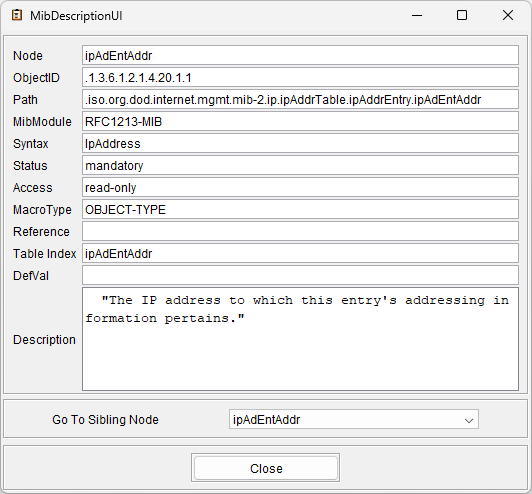 MibDescriptionUI
Node ipAdEntAddr
ObjectID .1.3.6.1.2.1.4.20.1.1
Path .iso.org.dod.internet.mgmt.mib-2.ip.ipAddrTable.ipAddrEntry.ipAdEntAddr
MibModule RFC1213-MIB
Syntax IpAddress
Status mandatory
Access read-only
MacroType OBJECT-TYPE
Reference
Table Index ipAdEntAddr
DefVal
Description "The IP address to which this entry's addressing in
formation pertains."
Go To Sibling Node ipAdEntAddr
Close